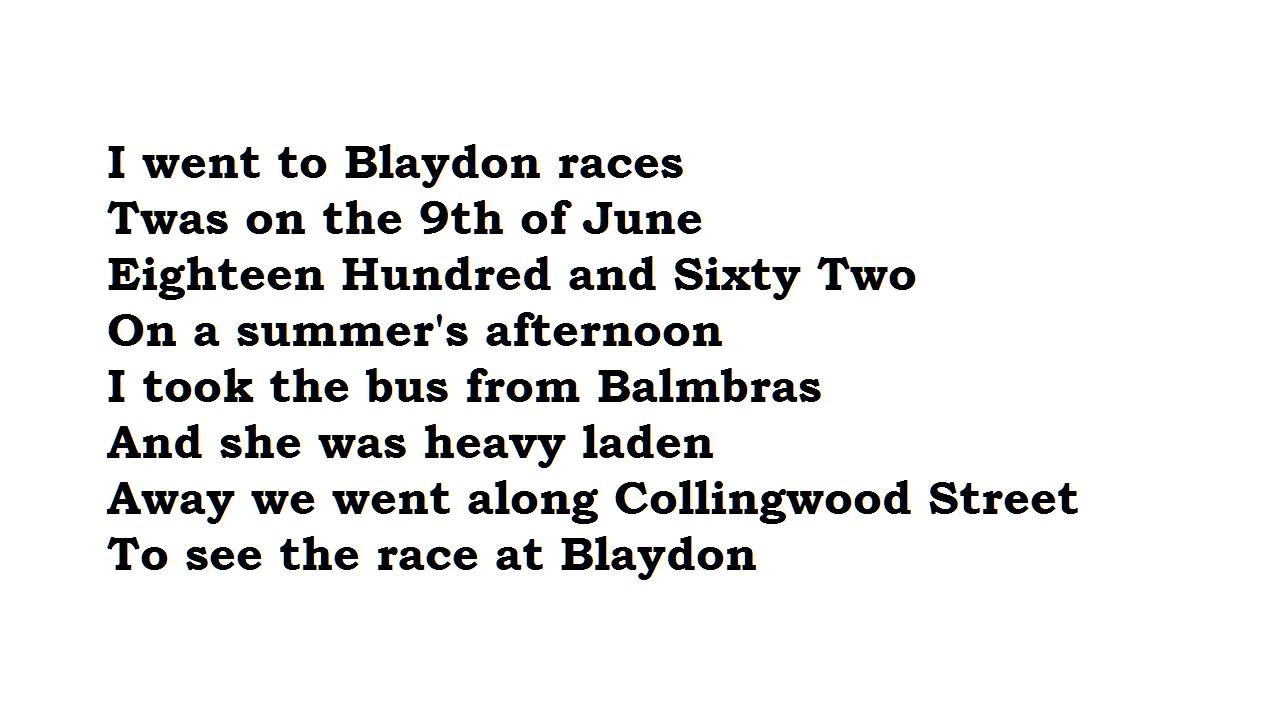 I went to Blaydon races
Twas on the 9th of June
Eighteen Hundred and Sixty Two
On a summer's afternoon
I took the bus from Balmbras
And she was heavy laden
Away we went along Collingwood Street
To see the race at Blaydon